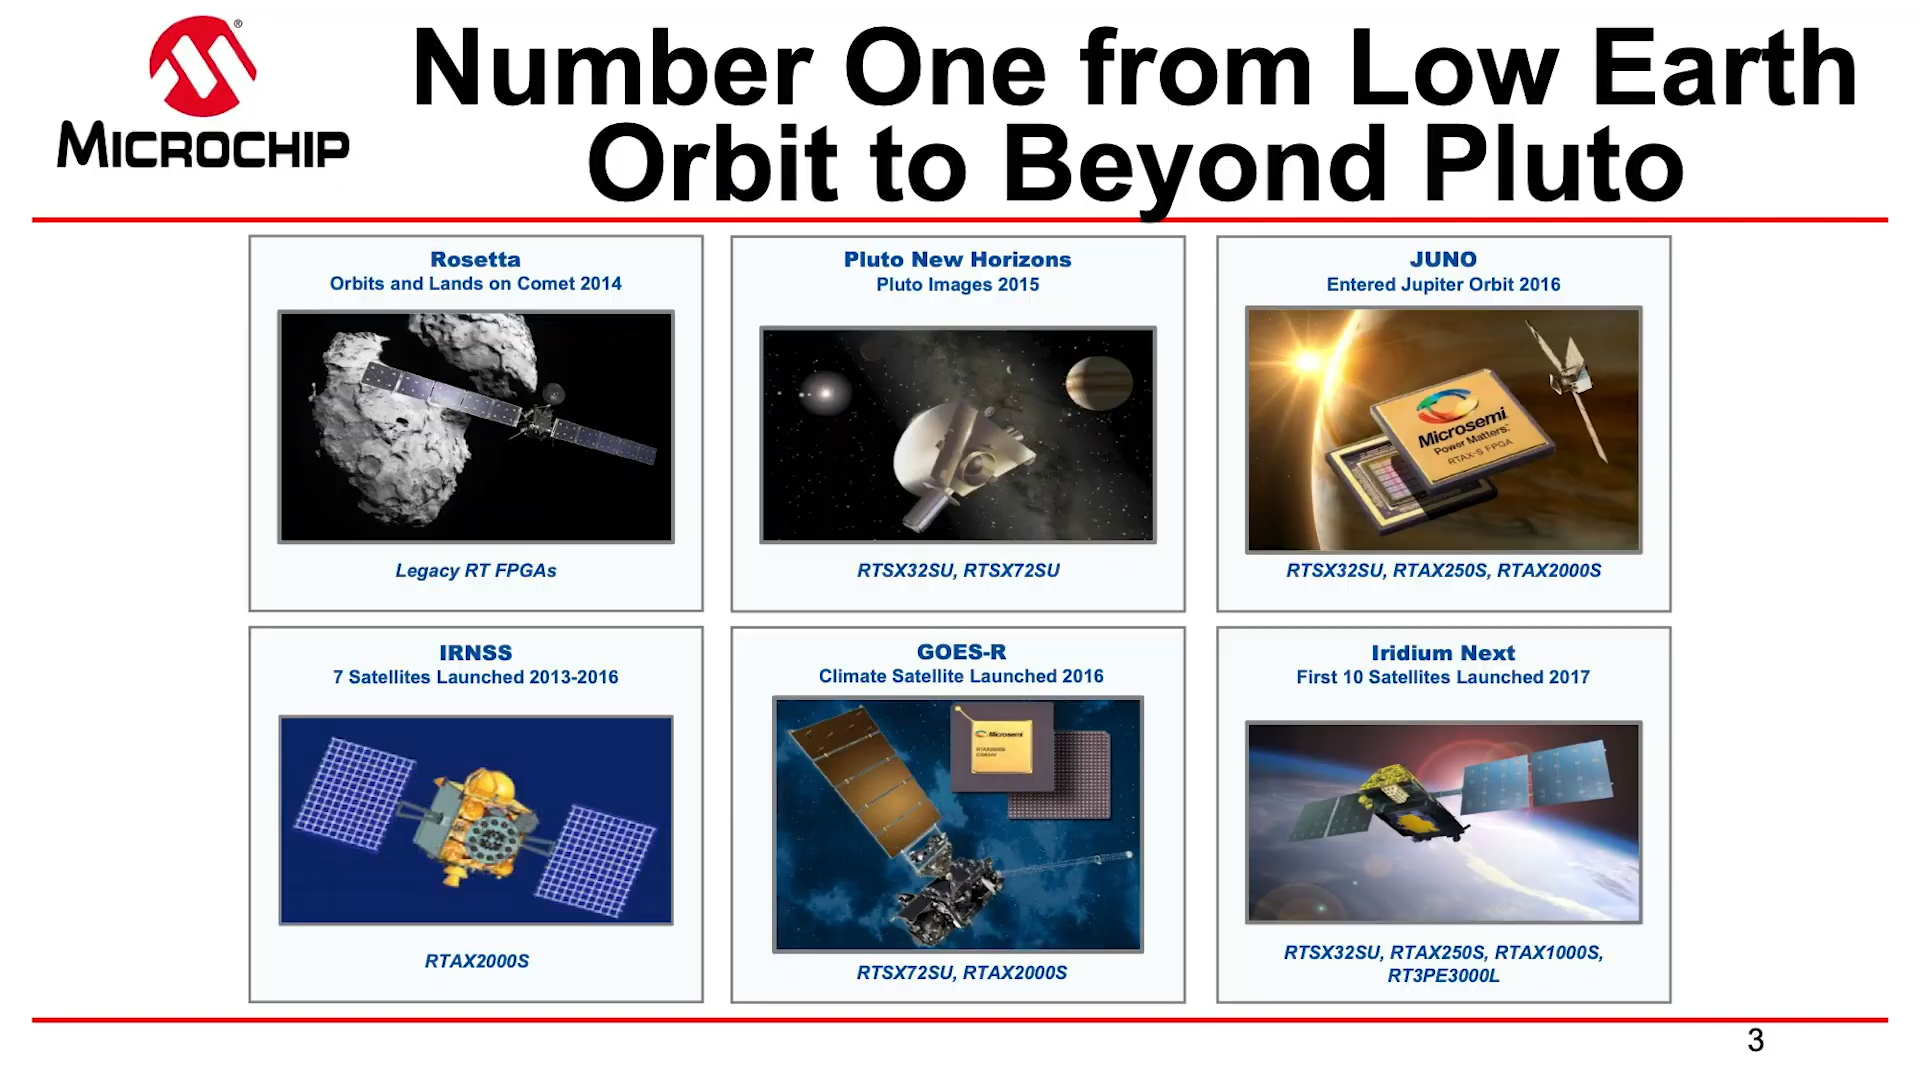 MICROCHIP
Number One from Low Earth
Orbit to Beyond Pluto
Rosetta
Orbits and Lands on Comet 2014
Legacy RT FPGAs
Pluto New Horizons
Pluto Images 2015
RTSX32SU, RTSX72SU
JUNO
Entered Jupiter Orbit 2016
Microsemi
Power Matters.™
RTAX-S FPGA
RTSX32SU, RTAX250S, RTAX2000S
IRNSS
7 Satellites Launched 2013-2016
RTAX2000S
GOES-R
Climate Satellite Launched 2016
Microsemi
RTSX72SU, RTAX2000S
Iridium Next
First 10 Satellites Launched 2017
RTSX32SU, RTAX250S, RTAX1000S,
RT3PE3000L
3